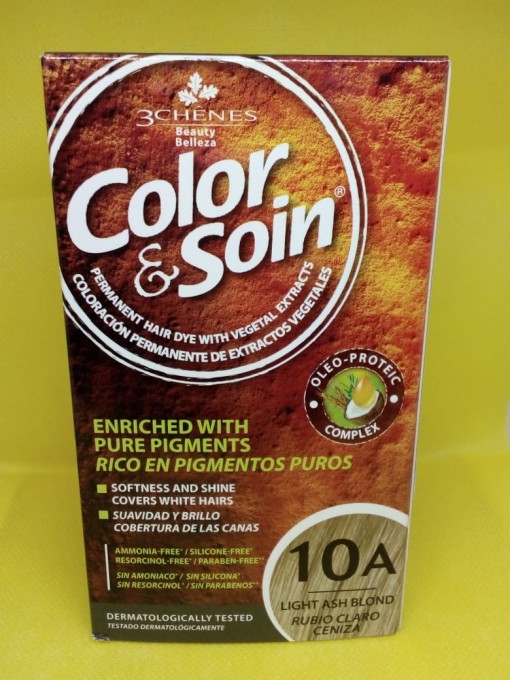 3CHÊNES
Beauty
Belleza
Color
& Soin®
PERMANENT HAIR DYE WITH VEGETAL EXTRACTS
COLORACIÓN PERMANENTE DE EXTRACTOS VEGETALES
OLÉO-PROTEIC
COMPLEX
ENRICHED WITH
PURE PIGMENTS
RICO EN PIGMENTOS PUROS
SOFTNESS AND SHINE
COVERS WHITE HAIRS
SUAVIDAD Y BRILLO
COBERTURA DE LAS CANAS
AMMONIA-FREE* / SILICONE-FREE*
RESORCINOL-FREE* / PARABEN-FREE**
SIN AMONIACO* / SIN SILICONA*
SIN RESORCINOL* / SIN PARABENOS**
DERMATOLOGICALLY TESTED
TESTADO DERMATOLÓGICAMENTE
10A
LIGHT ASH BLOND
RUBIO CLARO
CENIZA